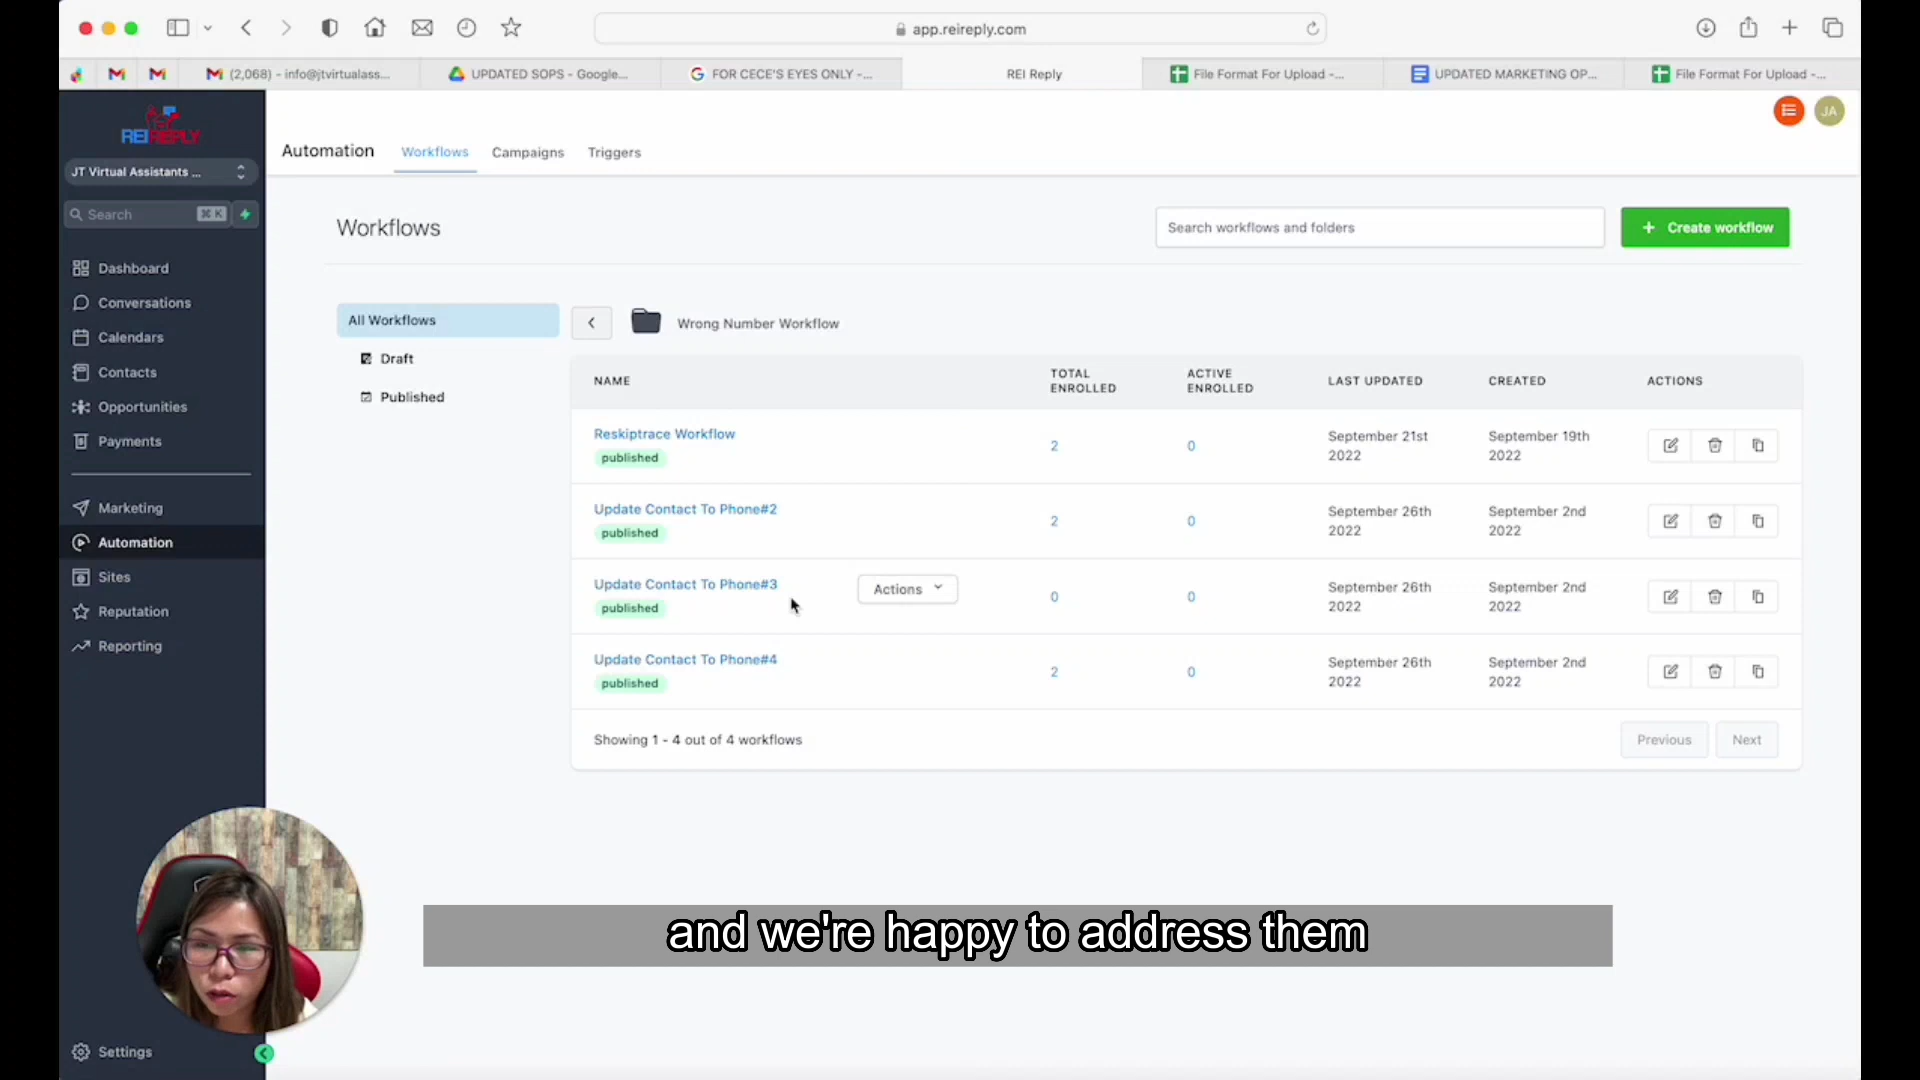 app.reireply.com
(2,068) - info@jtvirtualass...
UPDATED SOPS - Google...
FOR CECE'S EYES ONLY -...
REI Reply
File Format For Upload -...
UPDATED MARKETING OP...
File Format For Upload -...
REIREPLY
JA
Automation
Workflows
Campaigns
Triggers
JT Virtual Assistants ...
Search
⌘ K
Workflows
Search workflows and folders
+ Create workflow
Dashboard
Conversations
Calendars
Contacts
Opportunities
Payments
Marketing
Automation
Sites
Reputation
Reporting
All Workflows
Draft
Published
Wrong Number Workflow
NAME
TOTAL ENROLLED
ACTIVE ENROLLED
LAST UPDATED
CREATED
ACTIONS
Reskiptrace Workflow
published
2
0
September 21st 2022
September 19th 2022
Update Contact To Phone#2
published
2
0
September 26th 2022
September 2nd 2022
Update Contact To Phone#3
published
Actions
0
0
September 26th 2022
September 2nd 2022
Update Contact To Phone#4
published
2
0
September 26th 2022
September 2nd 2022
Showing 1 - 4 out of 4 workflows
Previous
Next
and we're happy to address them
Settings